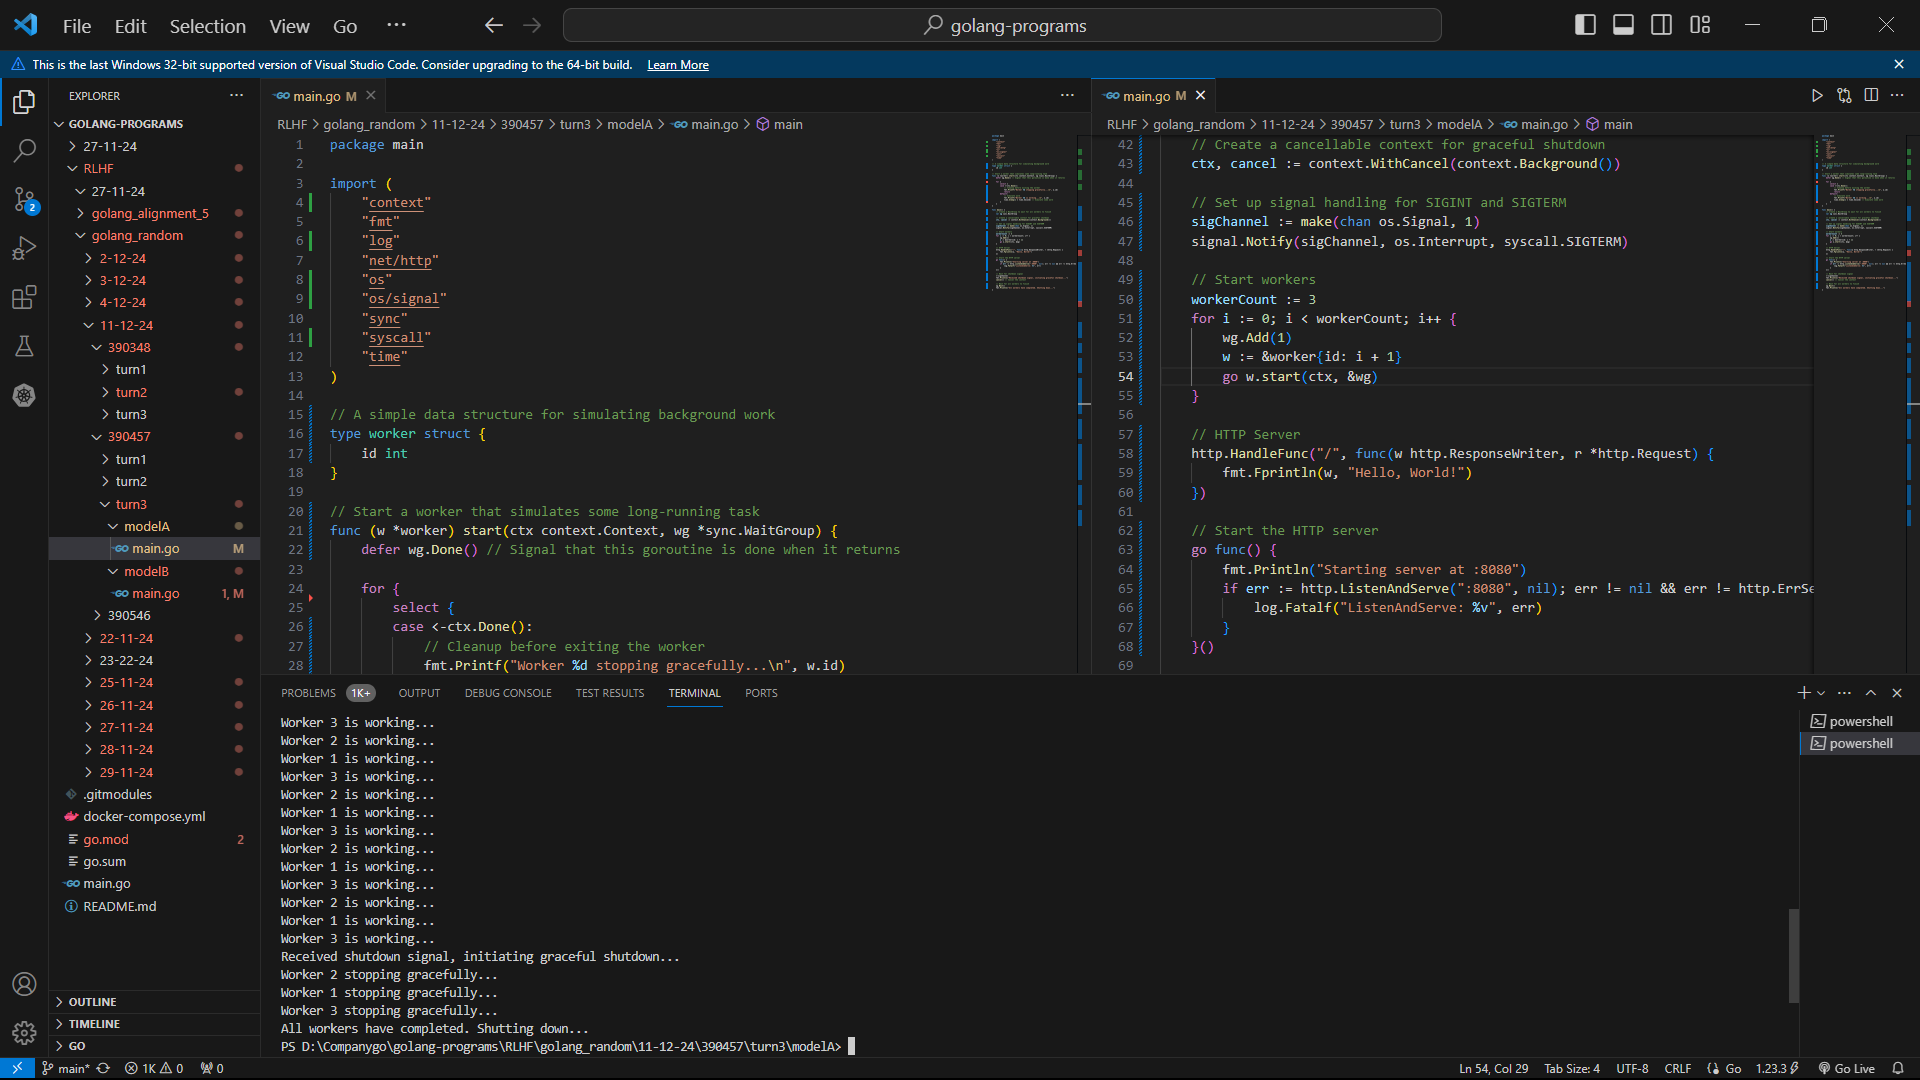 File Edit Selection View Go ··· golang-programs
This is the last Windows 32-bit supported version of Visual Studio Code. Consider upgrading to the 64-bit build. Learn More
EXPLORER
GOLANG-PROGRAMS
27-11-24
RLHF
27-11-24
golang_alignment_5
golang_random
2-12-24
3-12-24
4-12-24
11-12-24
390348
turn1
turn2
turn3
390457
turn1
turn2
turn3
modelA
main.go M
modelB
main.go 1, M
390546
22-11-24
23-22-24
25-11-24
26-11-24
27-11-24
28-11-24
29-11-24
.gitmodules
docker-compose.yml
go.mod 2
go.sum
main.go
README.md
OUTLINE
TIMELINE
GO
main.go M
RLHF > golang_random > 11-12-24 > 390457 > turn3 > modelA > main.go > main
1 package main
2
3 import (
4 "context"
5 "fmt"
6 "log"
7 "net/http"
8 "os"
9 "os/signal"
10 "sync"
11 "syscall"
12 "time"
13 )
14
15 // A simple data structure for simulating background work
16 type worker struct {
17 id int
18 }
19
20 // Start a worker that simulates some long-running task
21 func (w *worker) start(ctx context.Context, wg *sync.WaitGroup) {
22 defer wg.Done() // Signal that this goroutine is done when it returns
23
24 for {
25 select {
26 case <-ctx.Done():
27 // Cleanup before exiting the worker
28 fmt.Printf("Worker %d stopping gracefully...\n", w.id)
main.go M
RLHF > golang_random > 11-12-24 > 390457 > turn3 > modelA > main.go > main
42 // Create a cancellable context for graceful shutdown
43 ctx, cancel := context.WithCancel(context.Background())
44
45 // Set up signal handling for SIGINT and SIGTERM
46 sigChannel := make(chan os.Signal, 1)
47 signal.Notify(sigChannel, os.Interrupt, syscall.SIGTERM)
48
49 // Start workers
50 workerCount := 3
51 for i := 0; i < workerCount; i++ {
52 wg.Add(1)
53 w := &worker{id: i + 1}
54 go w.start(ctx, &wg)
55 }
56
57 // HTTP Server
58 http.HandleFunc("/", func(w http.ResponseWriter, r *http.Request) {
59 fmt.Fprintln(w, "Hello, World!")
60 })
61
62 // Start the HTTP server
63 go func() {
64 fmt.Println("Starting server at :8080")
65 if err := http.ListenAndServe(":8080", nil); err != nil && err != http.ErrSe
66 log.Fatalf("ListenAndServe: %v", err)
67 }
68 }()
69
PROBLEMS 1K+ OUTPUT DEBUG CONSOLE TEST RESULTS TERMINAL PORTS
Worker 3 is working...
Worker 2 is working...
Worker 1 is working...
Worker 3 is working...
Worker 2 is working...
Worker 1 is working...
Worker 3 is working...
Worker 2 is working...
Worker 1 is working...
Worker 3 is working...
Worker 2 is working...
Worker 1 is working...
Worker 3 is working...
Received shutdown signal, initiating graceful shutdown...
Worker 2 stopping gracefully...
Worker 1 stopping gracefully...
Worker 3 stopping gracefully...
All workers have completed. Shutting down...
PS D:\Companygo\golang-programs\RLHF\golang_random\11-12-24\390457\turn3\modelA>
powershell
powershell
2
main* 1K 0 0 Ln 54, Col 29 Tab Size: 4 UTF-8 CRLF Go 1.23.3 Go Live